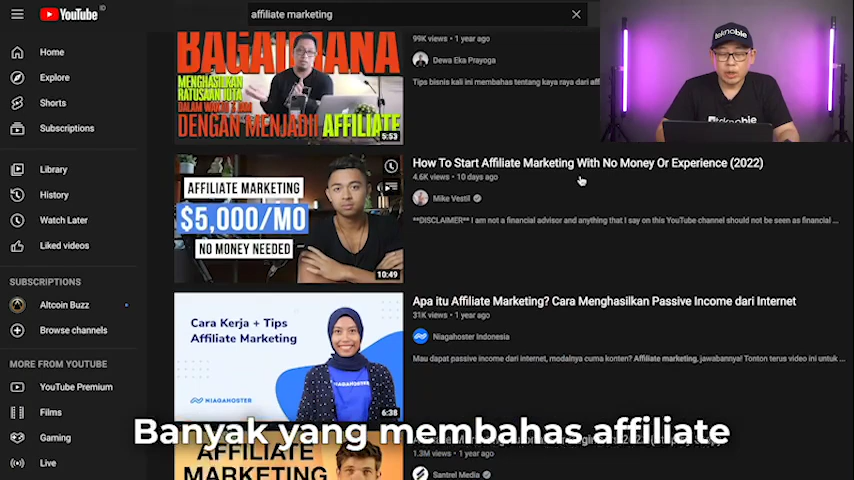 YouTube ID
affiliate marketing
Home
Explore
Shorts
Subscriptions
Library
History
Watch Later
Liked videos
SUBSCRIPTIONS
Altcoin Buzz
Browse channels
MORE FROM YOUTUBE
YouTube Premium
Films
Gaming
Live
BAGAIMANA
MENGHASILKAN
RATUSAN JUTA
DENGAN MENJADI AFFILIATE
5:53
99K views • 1 year ago
Dewa Eka Prayoga
Tips bisnis kali ini membahas tentang kaya raya dari
teknobie
teknobie
AFFILIATE MARKETING
$5,000/MO
NO MONEY NEEDED
10:49
How To Start Affiliate Marketing With No Money Or Experience (2022)
4.6K views • 10 days ago
Mike Vestil
**DISCLAIMER** I am not a financial advisor and anything that I say on this YouTube channel should not be seen as financial ...
Cara Kerja + Tips
Affiliate Marketing
NIAGAHOSTER
NIAGAHOSTER
6:38
Apa itu Affiliate Marketing? Cara Menghasilkan Passive Income dari Internet
31K views • 1 year ago
Niagahoster Indonesia
Mau dapat passive income dari internet, modalnya cuma konten? Affiliate marketing, jawabannya! Tonton terus video ini untuk ...
Banyak yang membahas affiliate
AFFILIATE
MARKETING
1.3M views • 1 year ago
Santrel Media